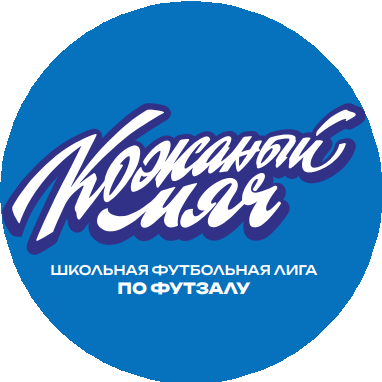 Кожаный
мяч
ШКОЛЬНАЯ ФУТБОЛЬНАЯ ЛИГА
ПО ФУТЗАЛУ